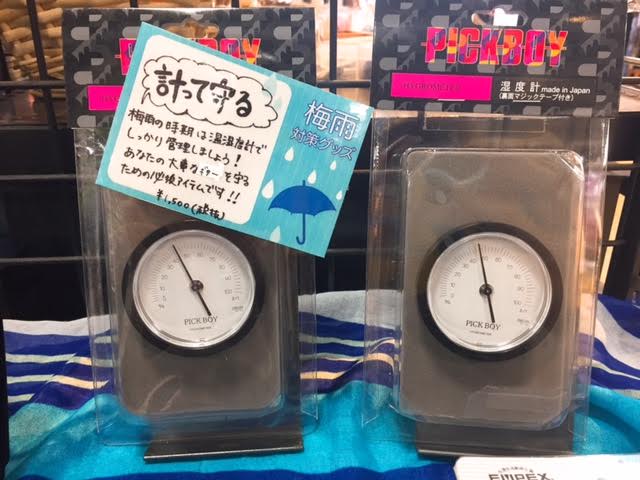 PICKBOY
HYGROMETER
湿度計 made in Japan
(裏面マジックテープ付き)
計って守る
梅雨の時期は温湿度計で
しっかり管理しましょう!
あなたの大事なギターを守る
ための必携アイテムです!!
¥1,500(税抜)
梅雨
対策グッズ
PICK BOY
HYGROMETER
PICK BOY
HYGROMETER
EMPEX